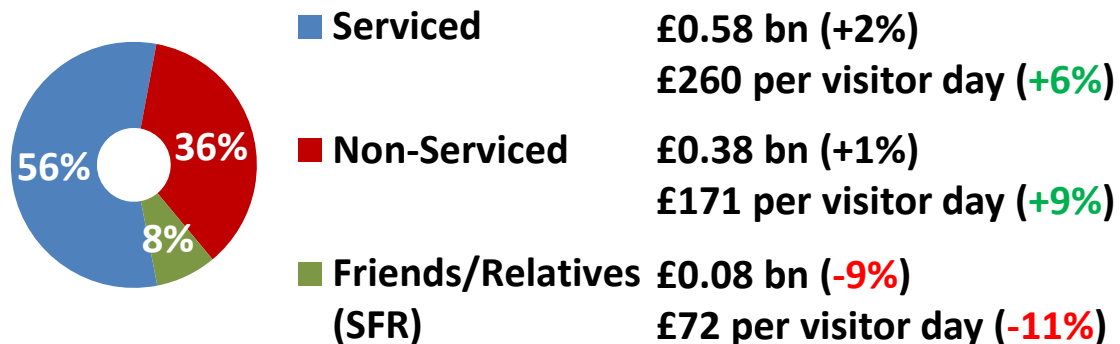 56%
36%
8%
Serviced
£0.58 bn (+2%)
£260 per visitor day (+6%)
Non-Serviced
£0.38 bn (+1%)
£171 per visitor day (+9%)
Friends/Relatives
(SFR)
£0.08 bn (-9%)
£72 per visitor day (-11%)